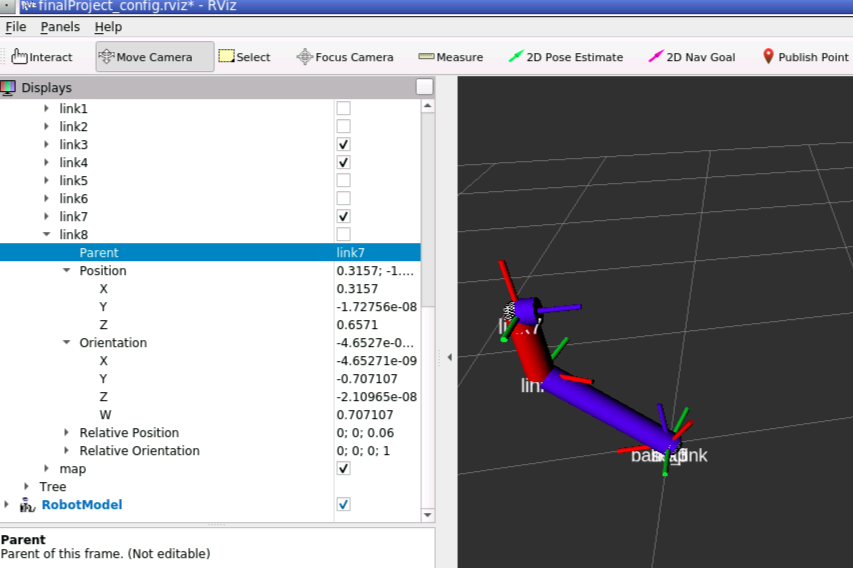 finalProject_config.rviz* - RViz
File Panels Help
Interact Move Camera Select Focus Camera Measure 2D Pose Estimate 2D Nav Goal Publish Point
Displays
link1
link2
link3
link4
link5
link6
link7
link8
Parent link7
Position 0.3157; -1....
X 0.3157
Y -1.72756e-08
Z 0.6571
Orientation -4.6527e-0...
X -4.65271e-09
Y -0.707107
Z -2.10965e-08
W 0.707107
Relative Position 0; 0; 0.06
Relative Orientation 0; 0; 0; 1
map
Tree
RobotModel
Parent
Parent of this frame. (Not editable)